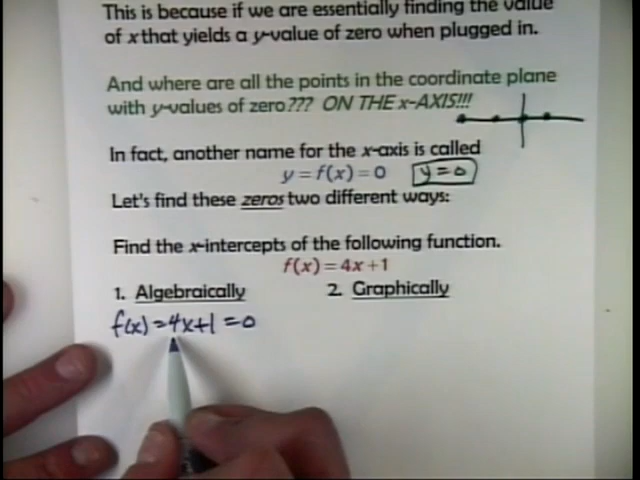 This is because if we are essentially finding the value
of x that yields a y-value of zero when plugged in.
And where are all the points in the coordinate plane
with y-values of zero??? ON THE x-AXIS!!!
In fact, another name for the x-axis is called
y = f(x) = 0 y = 0
Let's find these zeros two different ways:
Find the x-intercepts of the following function.
f(x) = 4x + 1
1. Algebraically 2. Graphically
f(x) = 4x+1 = 0